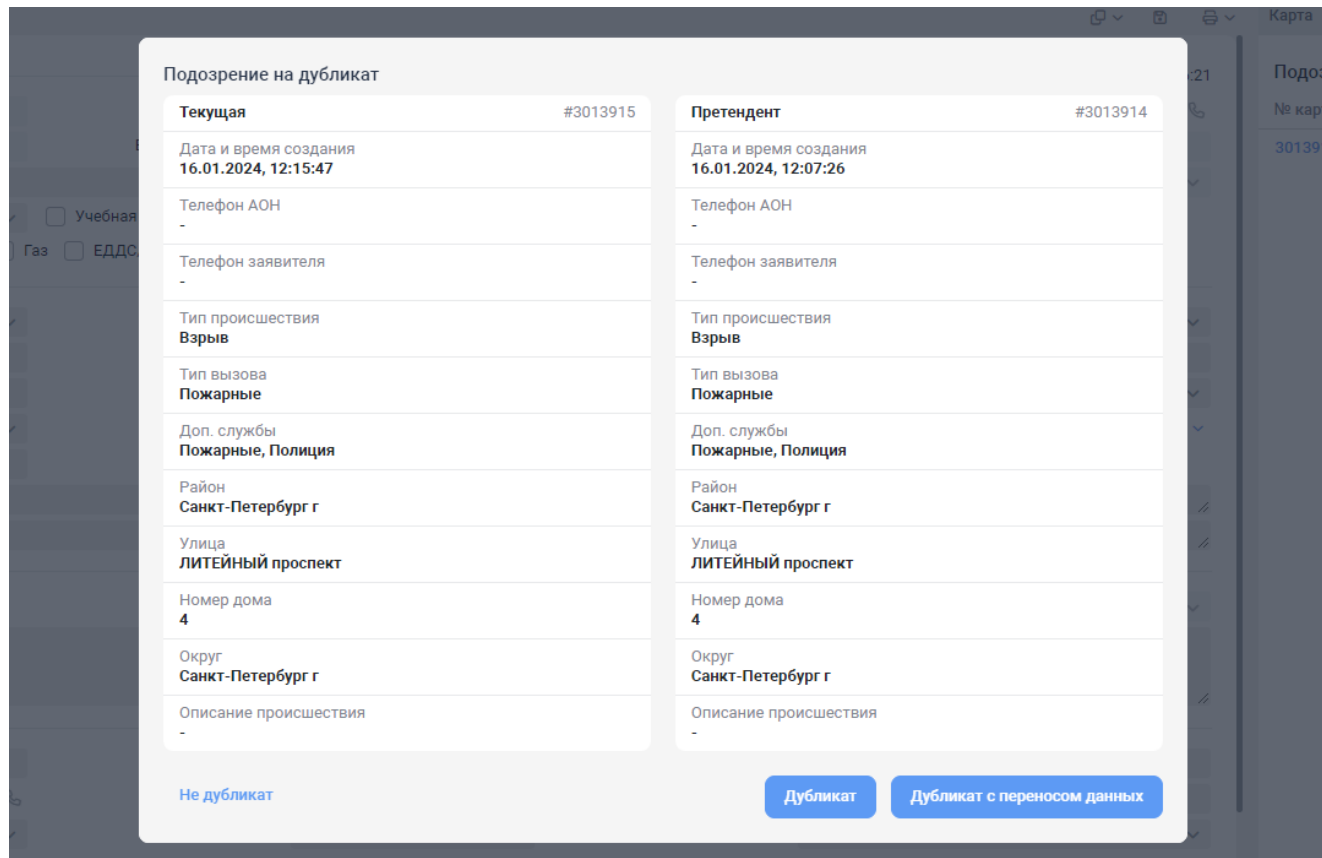 Карта
Подозрение на дубликат
:21
Текущая #3013915
Претендент #3013914
№ кар
Дата и время создания
16.01.2024, 12:15:47
Дата и время создания
16.01.2024, 12:07:26
30139
Телефон АОН
-
Телефон АОН
-
Учебная
Газ
ЕДДС
Телефон заявителя
-
Телефон заявителя
-
Тип происшествия
Взрыв
Тип происшествия
Взрыв
Тип вызова
Пожарные
Тип вызова
Пожарные
Доп. службы
Пожарные, Полиция
Доп. службы
Пожарные, Полиция
Район
Санкт-Петербург г
Район
Санкт-Петербург г
Улица
ЛИТЕЙНЫЙ проспект
Улица
ЛИТЕЙНЫЙ проспект
Номер дома
4
Номер дома
4
Округ
Санкт-Петербург г
Округ
Санкт-Петербург г
Описание происшествия
-
Описание происшествия
-
Не дубликат
Дубликат
Дубликат с переносом данных